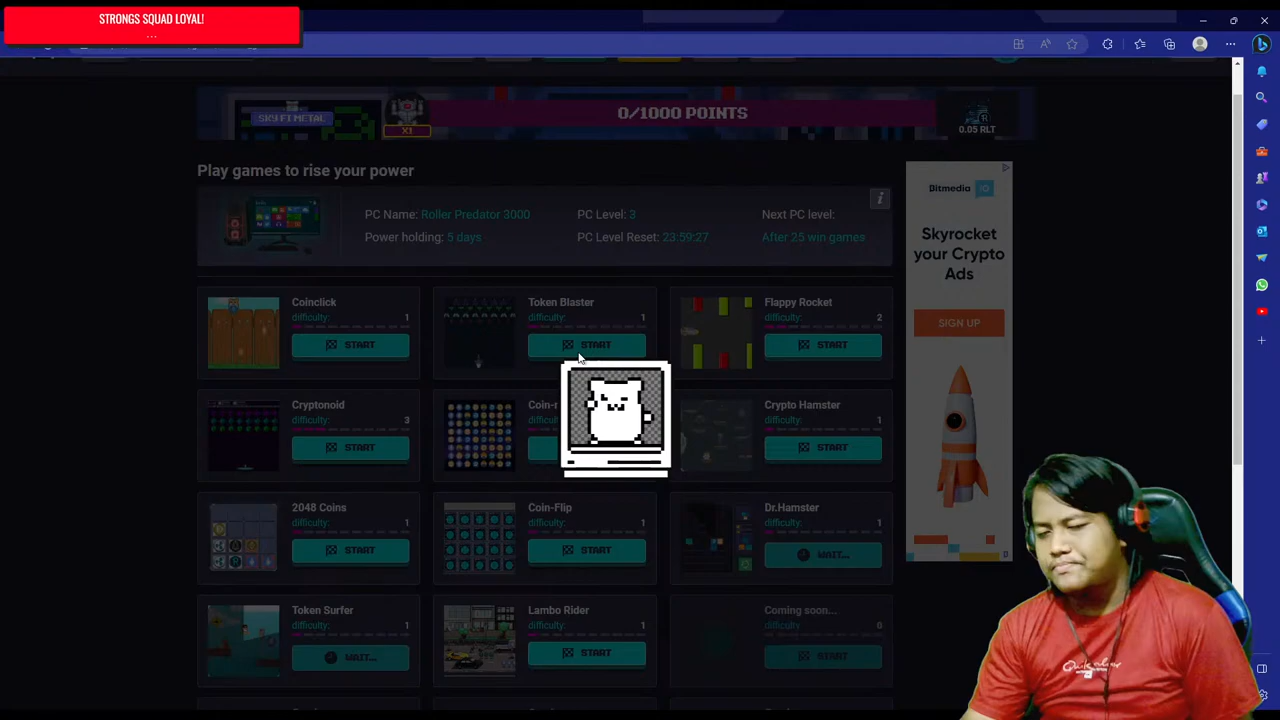 STRONGS SQUAD LOYAL!
...
SKY FI METAL
X1
0/1000 POINTS
0.05 RLT
Play games to rise your power
PC Name: Roller Predator 3000
PC Level: 3
Next PC level:
Power holding: 5 days
PC Level Reset: 23:59:27
After 25 win games
i
Bitmedia IO
Skyrocket
your Crypto
Ads
SIGN UP
Coinclick
difficulty: 1
START
Token Blaster
difficulty: 1
START
Flappy Rocket
difficulty: 2
START
Cryptonoid
difficulty: 3
START
Crypto Hamster
difficulty: 1
START
2048 Coins
difficulty: 1
START
Coin-Flip
difficulty: 1
START
Dr.Hamster
difficulty: 1
WAIT...
Token Surfer
difficulty: 1
WAIT...
Lambo Rider
difficulty: 1
START
Coming soon...
difficulty 0
START
Quiksilver